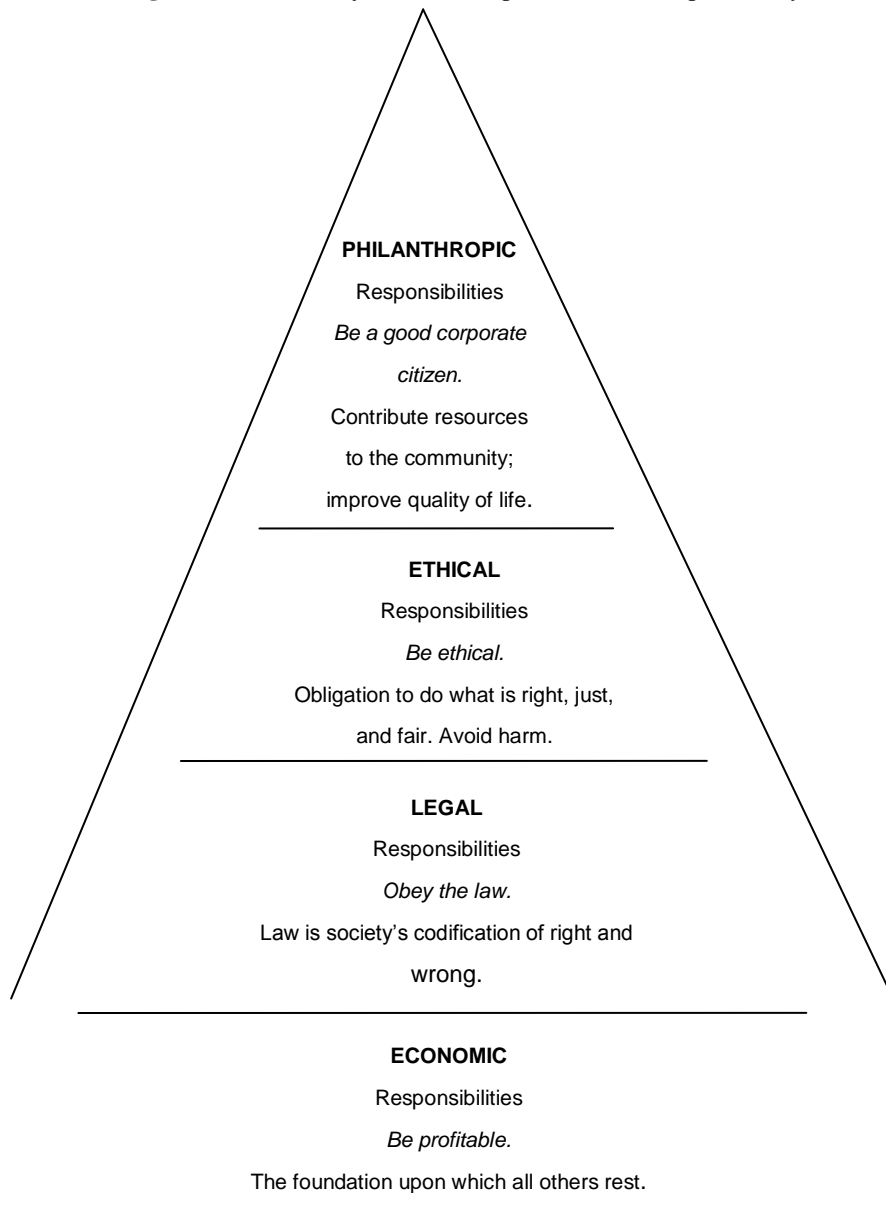 PHILANTHROPIC
Responsibilities
Be a good corporate
citizen.
Contribute resources
to the community;
improve quality of life.
ETHICAL
Responsibilities
Be ethical.
Obligation to do what is right, just,
and fair. Avoid harm.
LEGAL
Responsibilities
Obey the law.
Law is society’s codification of right and
wrong.
ECONOMIC
Responsibilities
Be profitable.
The foundation upon which all others rest.